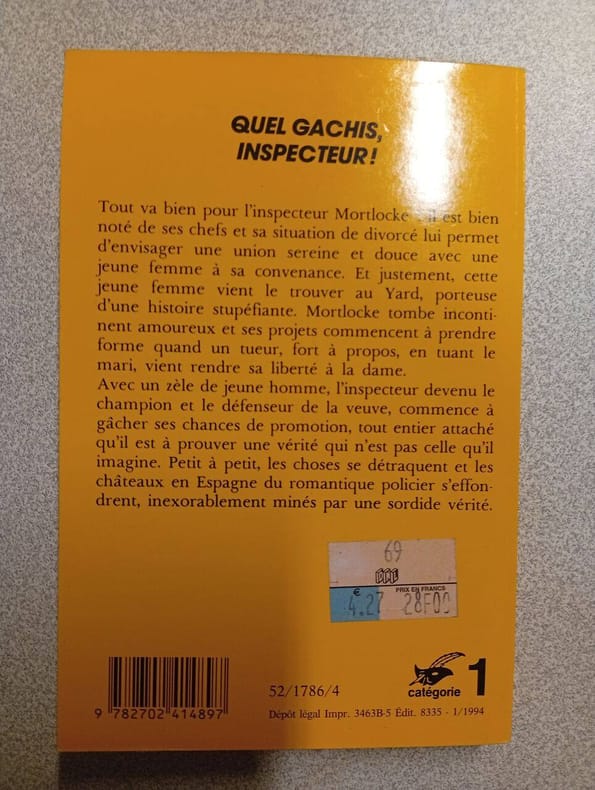 QUEL GACHIS,
INSPECTEUR !
Tout va bien pour l'inspecteur Mortlocke : il est bien
noté de ses chefs et sa situation de divorcé lui permet
d'envisager une union sereine et douce avec une
jeune femme à sa convenance. Et justement, cette
jeune femme vient le trouver au Yard, porteuse
d'une histoire stupéfiante. Mortlocke tombe inconti-
nent amoureux et ses projets commencent à prendre
forme quand un tueur, fort à propos, en tuant le
mari, vient rendre sa liberté à la dame.
Avec un zèle de jeune homme, l'inspecteur devenu le
champion et le défenseur de la veuve, commence à
gâcher ses chances de promotion, tout entier attaché
qu'il est à prouver une vérité qui n'est pas celle qu'il
imagine. Petit à petit, les choses se détraquent et les
châteaux en Espagne du romantique policier s'effon-
drent, inexorablement minés par une sordide vérité.
69
€ PRIX EN FRANCS
4.27 28F00
9 782702 414897
52/1786/4
Dépôt légal Impr. 3463B-5 Édit. 8335 - 1/1994
catégorie 1